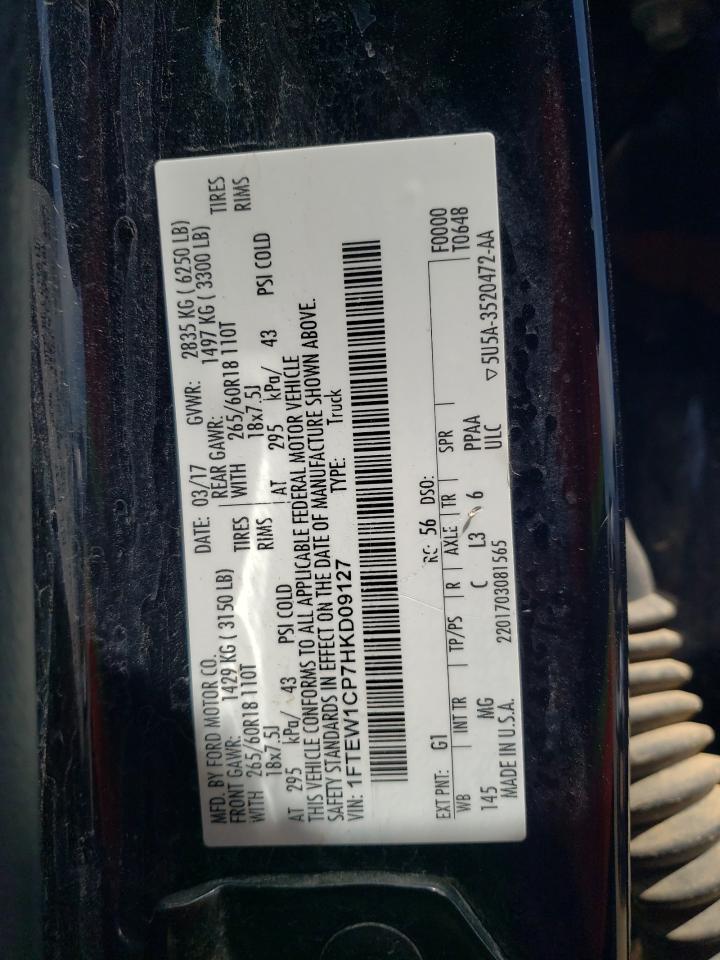 MFD. BY FORD MOTOR CO. DATE: 03/17 GVWR: 2835 KG ( 6250 LB)
FRONT GAWR: 1429 KG ( 3150 LB) REAR GAWR: 1497 KG ( 3300 LB)
WITH 265/60R18 110T TIRES WITH 265/60R18 110T TIRES
18x7.5J RIMS 18x7.5J RIMS
AT 295 kPa/ 43 PSI COLD AT 295 kPa/ 43 PSI COLD
THIS VEHICLE CONFORMS TO ALL APPLICABLE FEDERAL MOTOR VEHICLE
SAFETY STANDARDS IN EFFECT ON THE DATE OF MANUFACTURE SHOWN ABOVE.
VIN: 1FTEW1CP7HKD09127 TYPE: Truck
EXT PNT: G1 RC: 56 DSO: F0000
WB INT TR TP/PS R AXLE TR SPR T0648
145 MG C L3 6 PPAA
ULC
MADE IN U.S.A. 2201703081565 ▽ 5U5A-3520472-AA